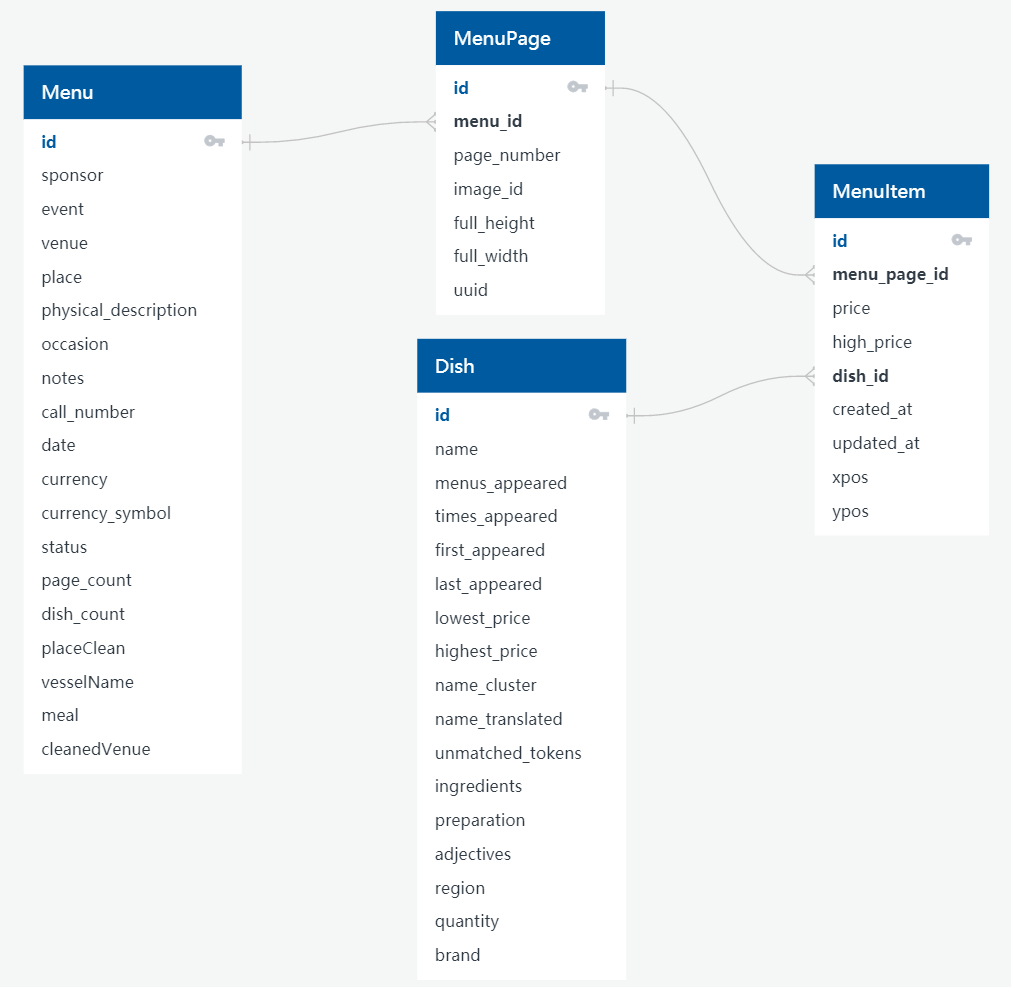 Menu
id
sponsor
event
venue
place
physical_description
occasion
notes
call_number
date
currency
currency_symbol
status
page_count
dish_count
placeClean
vesselName
meal
cleanedVenue
MenuPage
id
menu_id
page_number
image_id
full_height
full_width
uuid
Dish
id
name
menus_appeared
times_appeared
first_appeared
last_appeared
lowest_price
highest_price
name_cluster
name_translated
unmatched_tokens
ingredients
preparation
adjectives
region
quantity
brand
MenuItem
id
menu_page_id
price
high_price
dish_id
created_at
updated_at
xpos
ypos